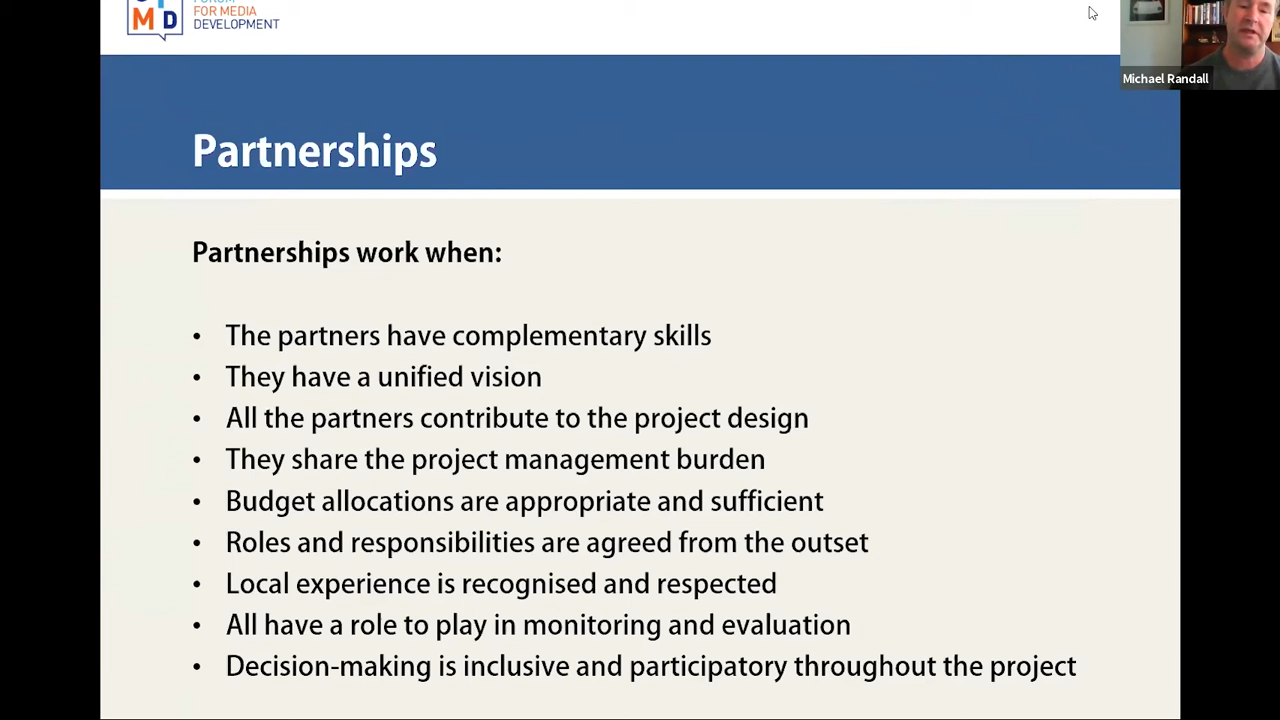 FOR MEDIA
MD DEVELOPMENT
Michael Randall
Partnerships
Partnerships work when:
• The partners have complementary skills
• They have a unified vision
• All the partners contribute to the project design
• They share the project management burden
• Budget allocations are appropriate and sufficient
• Roles and responsibilities are agreed from the outset
• Local experience is recognised and respected
• All have a role to play in monitoring and evaluation
• Decision-making is inclusive and participatory throughout the project